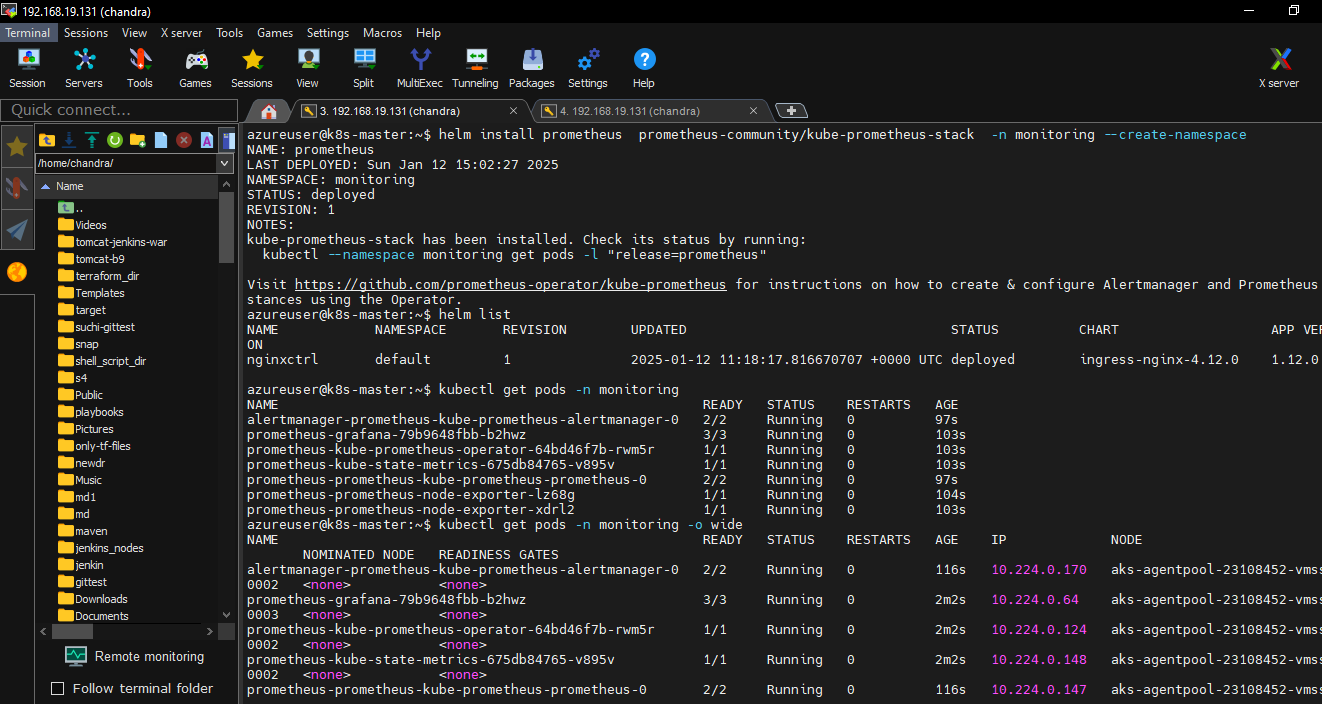 192.168.19.131 (chandra)
Terminal Sessions View X server Tools Games Settings Macros Help
Session Servers Tools Games Sessions View Split MultiExec Tunneling Packages Settings Help X server
Quick connect...
3. 192.168.19.131 (chandra)
4. 192.168.19.131 (chandra)
/home/chandra/
Name
..
Videos
tomcat-jenkins-war
tomcat-b9
terraform_dir
Templates
target
suchi-gittest
snap
shell_script_dir
s4
Public
playbooks
Pictures
only-tf-files
newdr
Music
md1
md
maven
jenkins_nodes
jenkin
gittest
Downloads
Documents
Remote monitoring
Follow terminal folder
azureuser@k8s-master:~$ helm install prometheus  prometheus-community/kube-prometheus-stack  -n monitoring --create-namespace
NAME: prometheus
LAST DEPLOYED: Sun Jan 12 15:02:27 2025
NAMESPACE: monitoring
STATUS: deployed
REVISION: 1
NOTES:
kube-prometheus-stack has been installed. Check its status by running:
kubectl --namespace monitoring get pods -l "release=prometheus"
Visit https://github.com/prometheus-operator/kube-prometheus for instructions on how to create & configure Alertmanager and Prometheus
stances using the Operator.
azureuser@k8s-master:~$ helm list
NAME NAMESPACE REVISION UPDATED STATUS CHART APP VER
ON
nginxctrl default 1 2025-01-12 11:18:17.816670707 +0000 UTC deployed ingress-nginx-4.12.0 1.12.0
azureuser@k8s-master:~$ kubectl get pods -n monitoring
NAME READY STATUS RESTARTS AGE
alertmanager-prometheus-kube-prometheus-alertmanager-0 2/2 Running 0 97s
prometheus-grafana-79b9648fbb-b2hwz 3/3 Running 0 103s
prometheus-kube-prometheus-operator-64bd46f7b-rwm5r 1/1 Running 0 103s
prometheus-kube-state-metrics-675db84765-v895v 1/1 Running 0 103s
prometheus-prometheus-kube-prometheus-prometheus-0 2/2 Running 0 97s
prometheus-prometheus-node-exporter-lz68g 1/1 Running 0 104s
prometheus-prometheus-node-exporter-xdrl2 1/1 Running 0 103s
azureuser@k8s-master:~$ kubectl get pods -n monitoring -o wide
NAME READY STATUS RESTARTS AGE IP NODE
NOMINATED NODE READINESS GATES
alertmanager-prometheus-kube-prometheus-alertmanager-0 2/2 Running 0 116s 10.224.0.170 aks-agentpool-23108452-vmss
0002 <none> <none>
prometheus-grafana-79b9648fbb-b2hwz 3/3 Running 0 2m2s 10.224.0.64 aks-agentpool-23108452-vmss
0003 <none> <none>
prometheus-kube-prometheus-operator-64bd46f7b-rwm5r 1/1 Running 0 2m2s 10.224.0.124 aks-agentpool-23108452-vmss
0002 <none> <none>
prometheus-kube-state-metrics-675db84765-v895v 1/1 Running 0 2m2s 10.224.0.148 aks-agentpool-23108452-vmss
0002 <none> <none>
prometheus-prometheus-kube-prometheus-prometheus-0 2/2 Running 0 116s 10.224.0.147 aks-agentpool-23108452-vmss